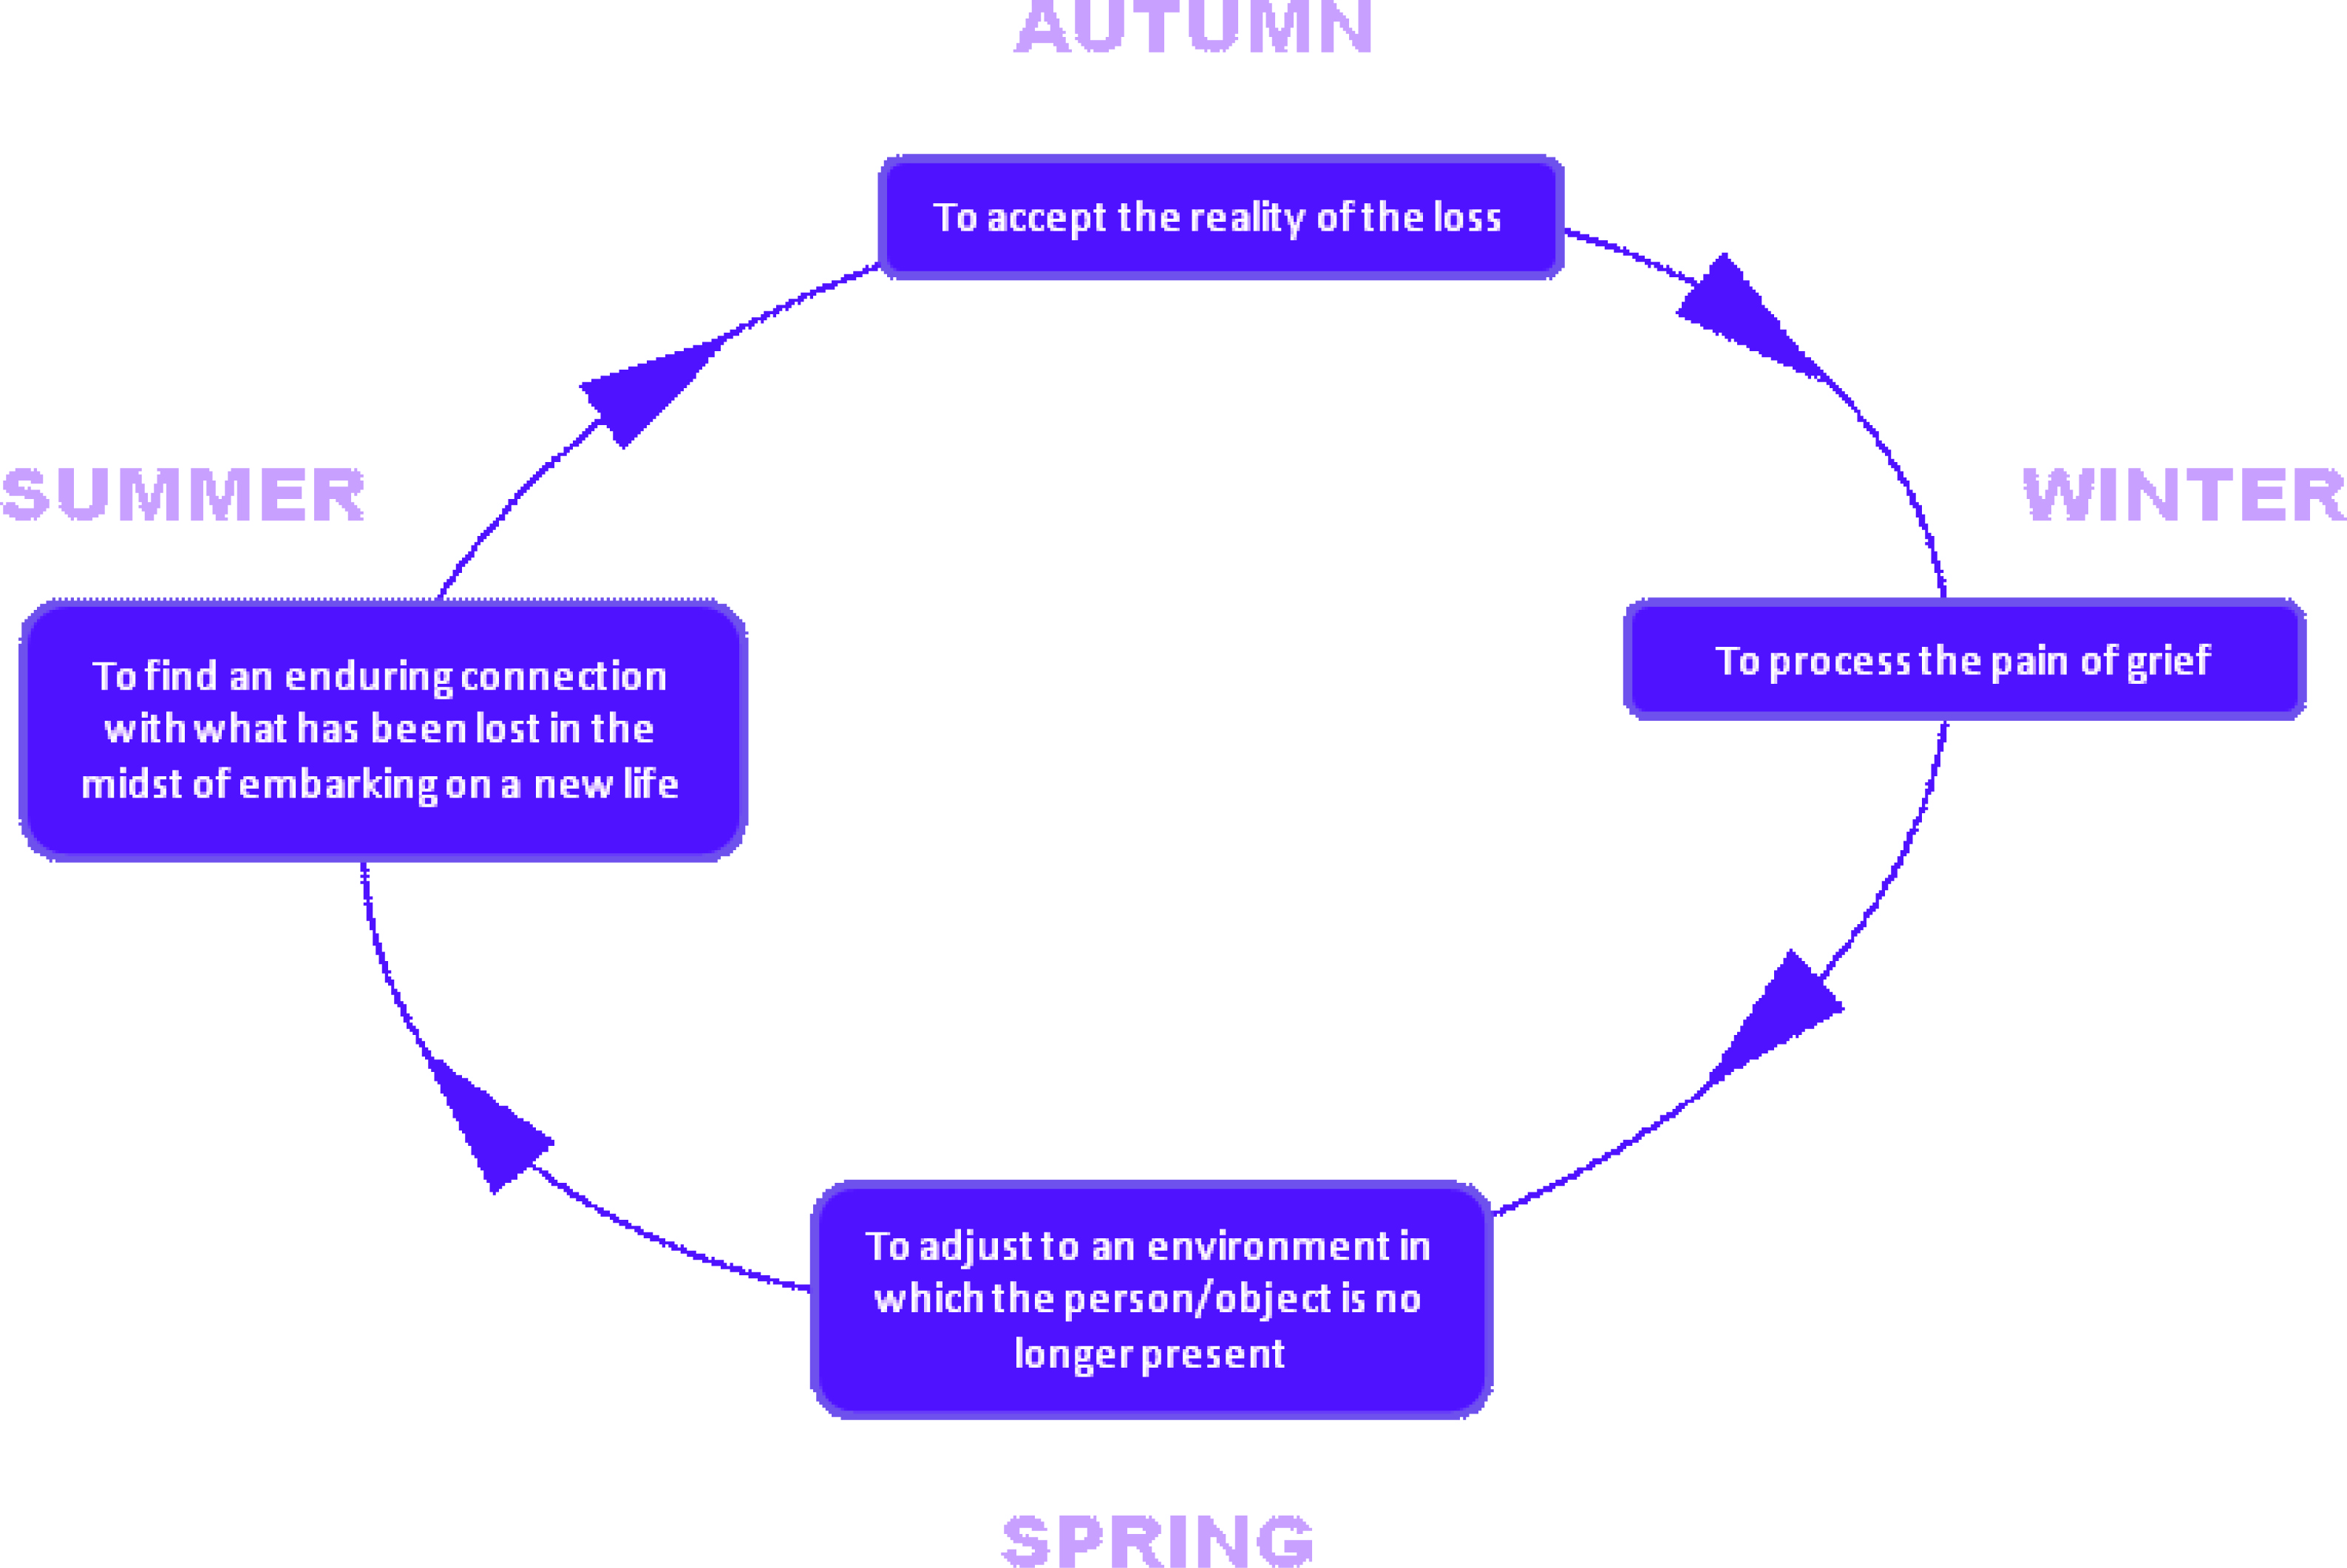 AUTUMN
To accept the reality of the loss
SUMMER
WINTER
To find an enduring connection
with what has been lost in the
midst of embarking on a new life
To process the pain of grief
To adjust to an environment in
which the person/object is no
longer present
SPRING